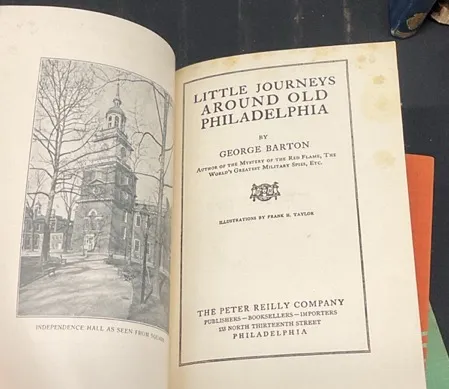 INDEPENDENCE HALL AS SEEN FROM
LITTLE JOURNEYS
AROUND OLD
PHILADELPHIA
BY
GEORGE BARTON
AUTHOR OF THE MYSTERY OF THE RED FLAME, THE
WORLD'S GREATEST MILITARY SPIES, ETC.
ILLUSTRATIONS BY FRANK H. TAYLOR
THE PETER REILLY COMPANY
PUBLISHERS—BOOKSELLERS—IMPORTERS
133 NORTH THIRTEENTH STREET
PHILADELPHIA